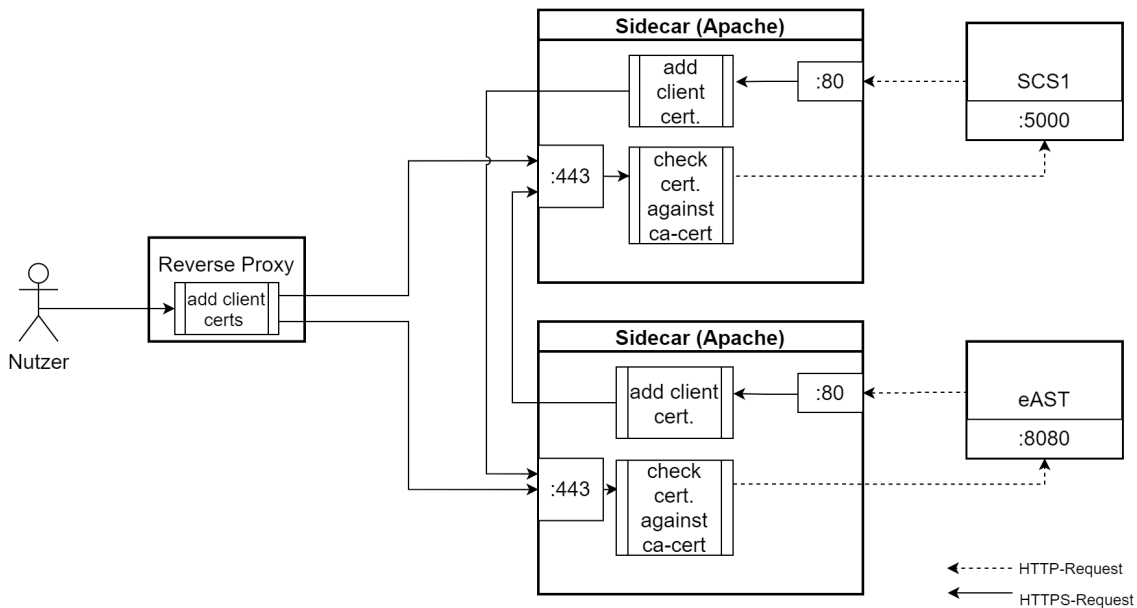 Sidecar (Apache)
add
client
cert.
:80
SCS1
:5000
:443
check
cert.
against
ca-cert
Reverse Proxy
add client
certs
Nutzer
Sidecar (Apache)
add client
cert.
:80
eAST
:8080
:443
check
cert.
against
ca-cert
HTTP-Request
HTTPS-Request